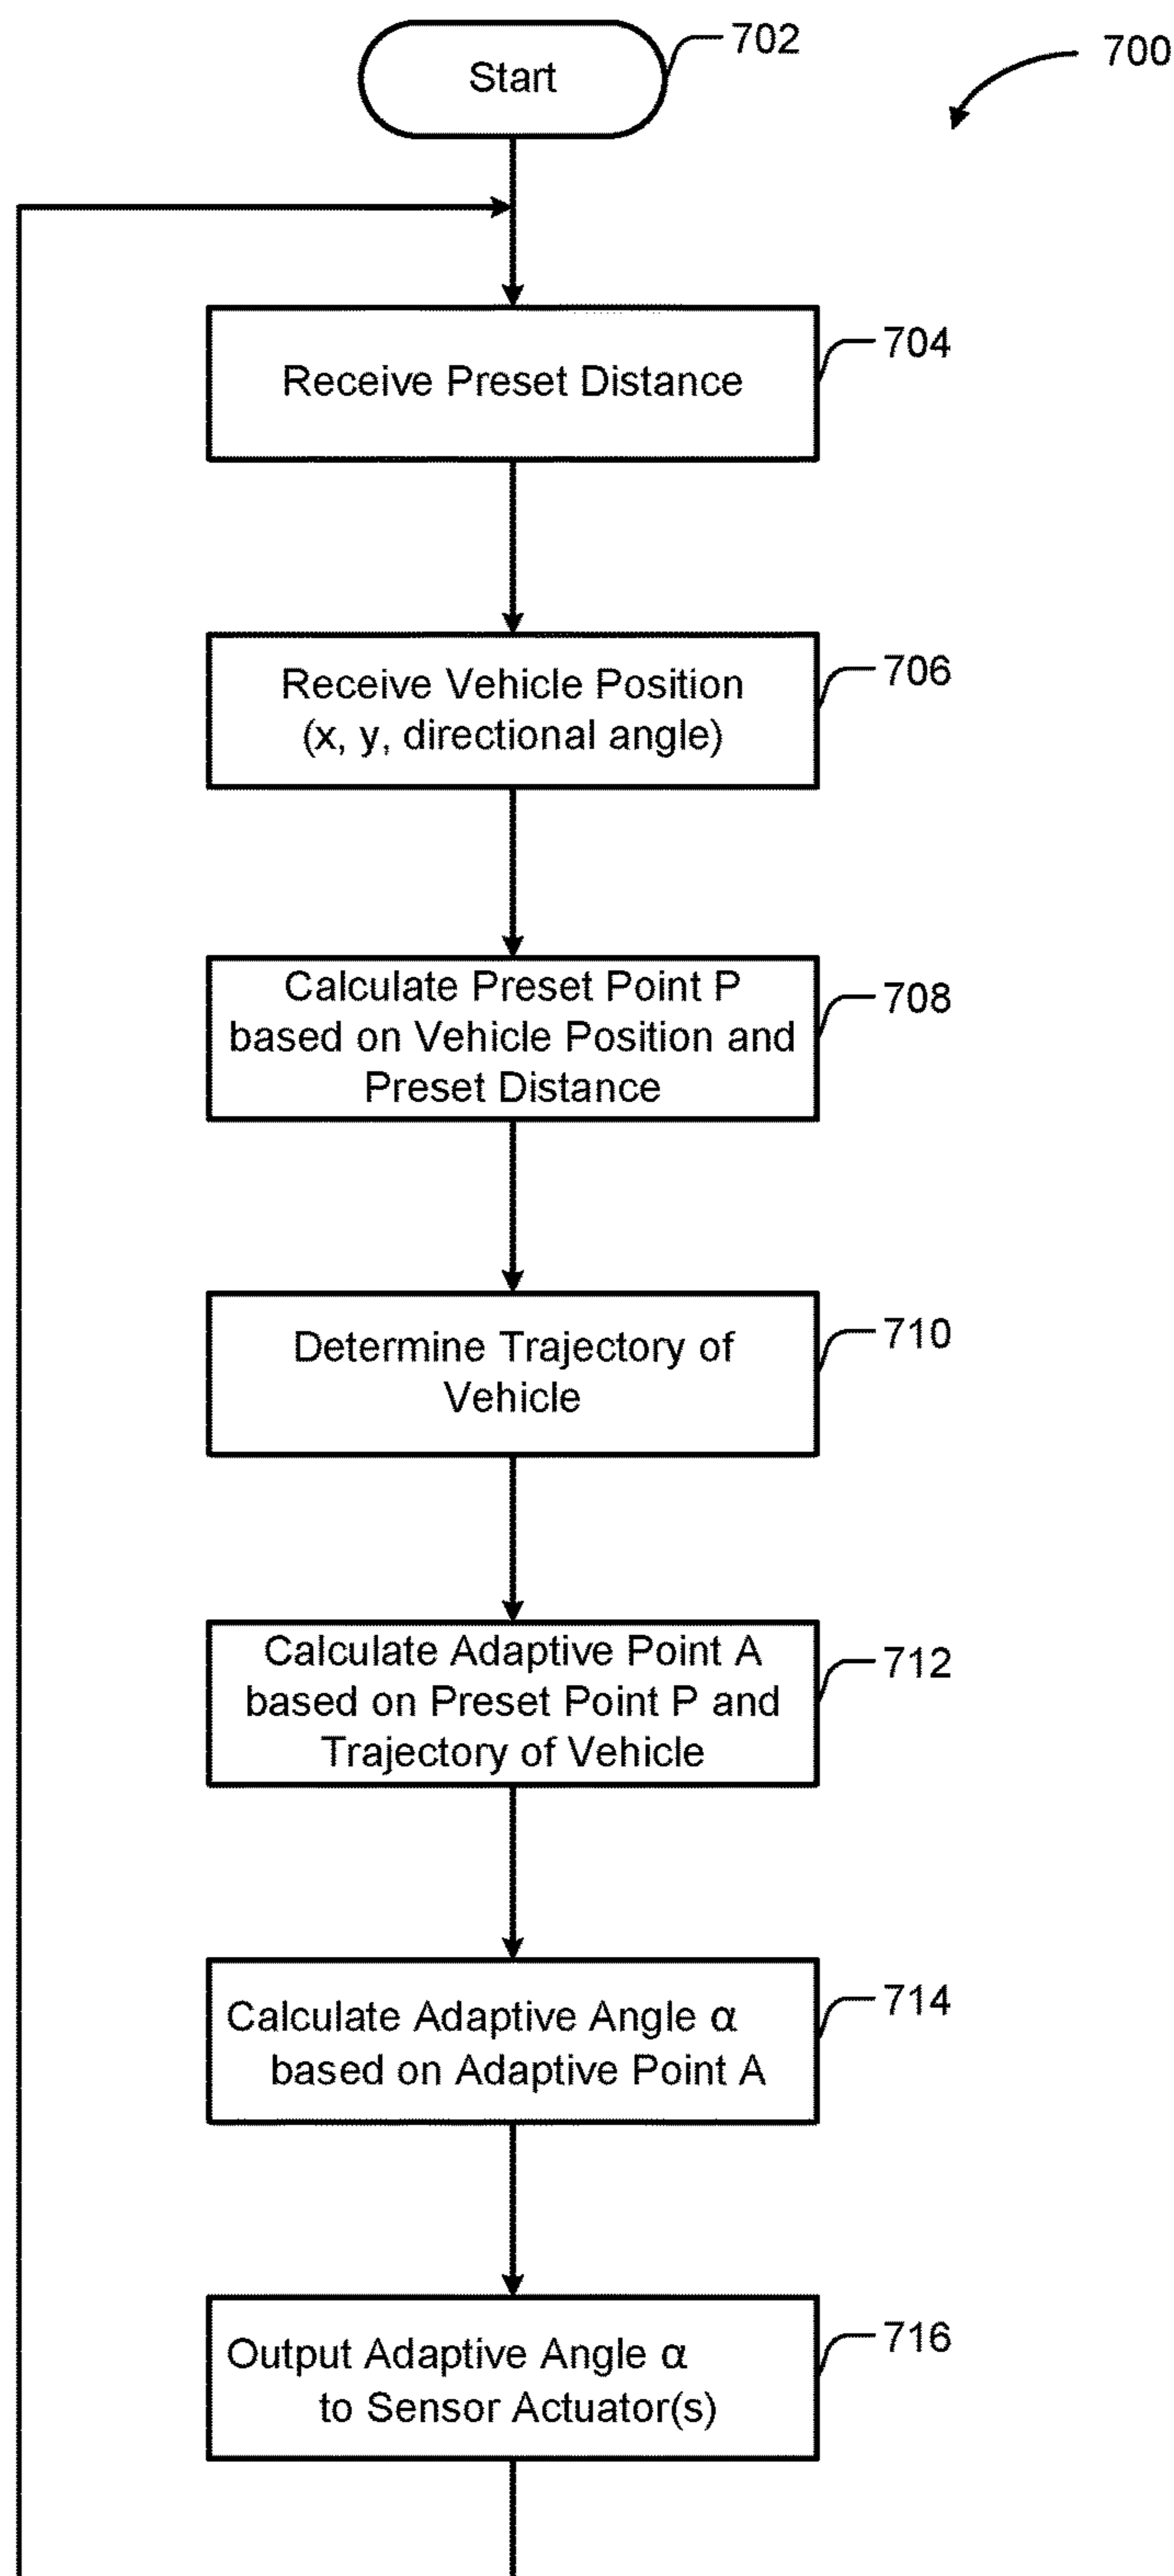 702
700
Start
704
Receive Preset Distance
706
Receive Vehicle Position
(x, y, directional angle)
708
Calculate Preset Point P
based on Vehicle Position and
Preset Distance
710
Determine Trajectory of
Vehicle
712
Calculate Adaptive Point A
based on Preset Point P and
Trajectory of Vehicle
714
Calculate Adaptive Angle α
based on Adaptive Point A
716
Output Adaptive Angle α
to Sensor Actuator(s)